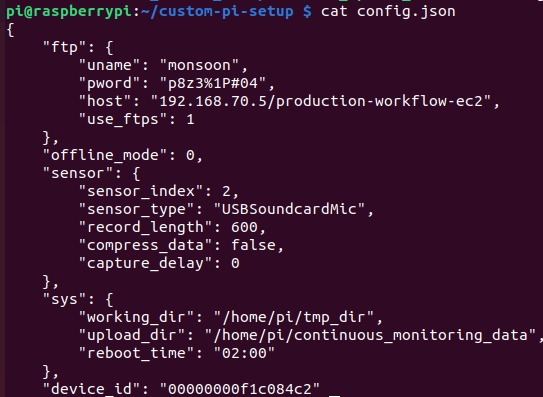 pi@raspberrypi:~/custom-pi-setup $ cat config.json
{
    "ftp": {
        "uname": "monsoon",
        "pword": "p8z3%1P#04",
        "host": "192.168.70.5/production-workflow-ec2",
        "use_ftps": 1
    },
    "offline_mode": 0,
    "sensor": {
        "sensor_index": 2,
        "sensor_type": "USBSoundcardMic",
        "record_length": 600,
        "compress_data": false,
        "capture_delay": 0
    },
    "sys": {
        "working_dir": "/home/pi/tmp_dir",
        "upload_dir": "/home/pi/continuous_monitoring_data",
        "reboot_time": "02:00"
    },
    "device_id": "00000000f1c084c2"